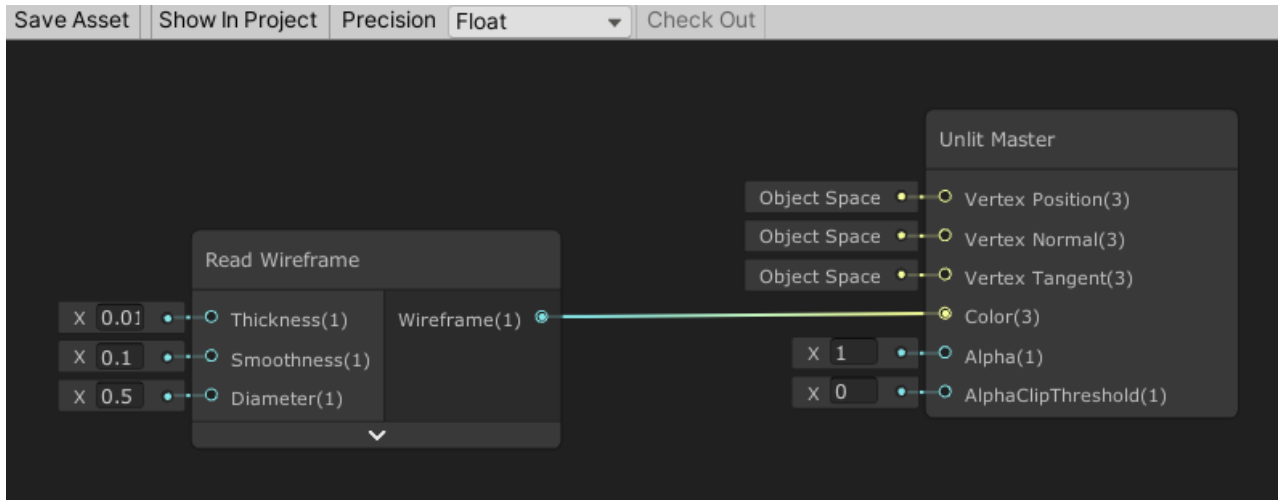 Save Asset Show In Project Precision Float Check Out
Unlit Master
Object Space Vertex Position(3)
Object Space Vertex Normal(3)
Object Space Vertex Tangent(3)
Color(3)
X 1 Alpha(1)
X 0 AlphaClipThreshold(1)
Read Wireframe
X 0.01 Thickness(1) Wireframe(1)
X 0.1 Smoothness(1)
X 0.5 Diameter(1)